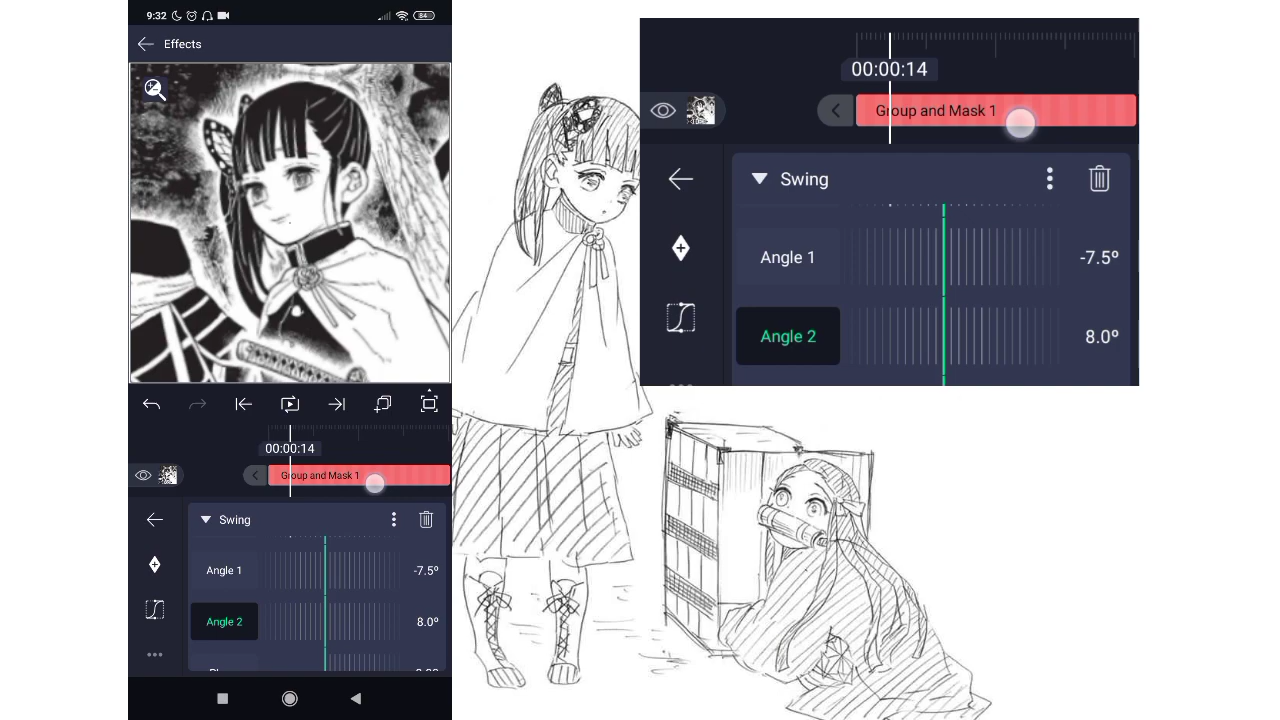 9:32
84
Effects
00:00:14
Group and Mask 1
Swing
Angle 1
-7.5º
Angle 2
8.0º
00:00:14
Group and Mask 1
Swing
Angle 1
-7.5º
Angle 2
8.0º